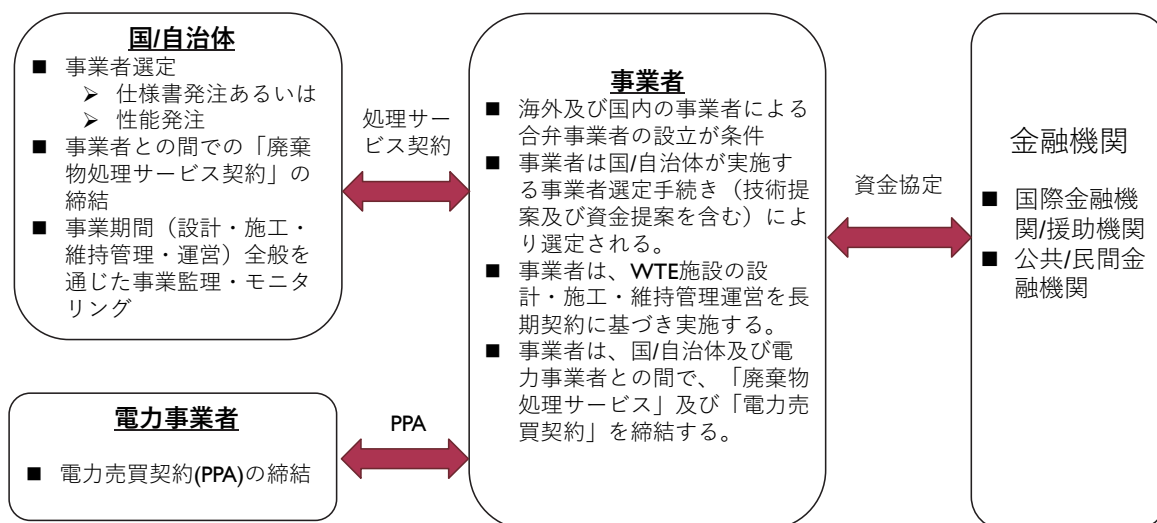 国/自治体
■ 事業者選定
➢ 仕様書発注あるいは
➢ 性能発注
■ 事業者との間での「廃棄
物処理サービス契約」の
締結
■ 事業期間（設計・施工・
維持管理・運営）全般を
通じた事業監理・モニタ
リング
処理サー
ビス契約
電力事業者
■ 電力売買契約(PPA)の締結
PPA
事業者
■ 海外及び国内の事業者による
合弁事業者の設立が条件
■ 事業者は国/自治体が実施す
る事業者選定手続き（技術提
案及び資金提案を含む）によ
り選定される。
■ 事業者は、WTE施設の設
計・施工・維持管理運営を長
期契約に基づき実施する。
■ 事業者は、国/自治体及び電
力事業者との間で、「廃棄物
処理サービス」及び「電力売
買契約」を締結する。
資金協定
金融機関
■ 国際金融機
関/援助機関
■ 公共/民間金
融機関